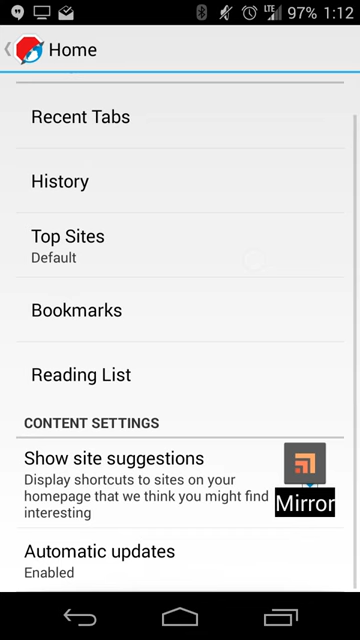 LTE 97% 1:12
Home
Recent Tabs
History
Top Sites
Default
Bookmarks
Reading List
CONTENT SETTINGS
Show site suggestions
Display shortcuts to sites on your
homepage that we think you might find
interesting
Mirror
Automatic updates
Enabled